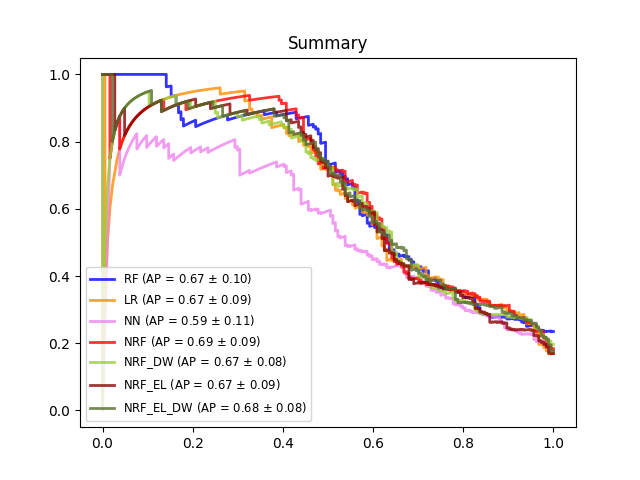 Summary
1.0
0.8
0.6
0.4
0.2
0.0
RF (AP = 0.67 ± 0.10)
LR (AP = 0.67 ± 0.09)
NN (AP = 0.59 ± 0.11)
NRF (AP = 0.69 ± 0.09)
NRF_DW (AP = 0.67 ± 0.08)
NRF_EL (AP = 0.67 ± 0.09)
NRF_EL_DW (AP = 0.68 ± 0.08)
0.0 0.2 0.4 0.6 0.8 1.0